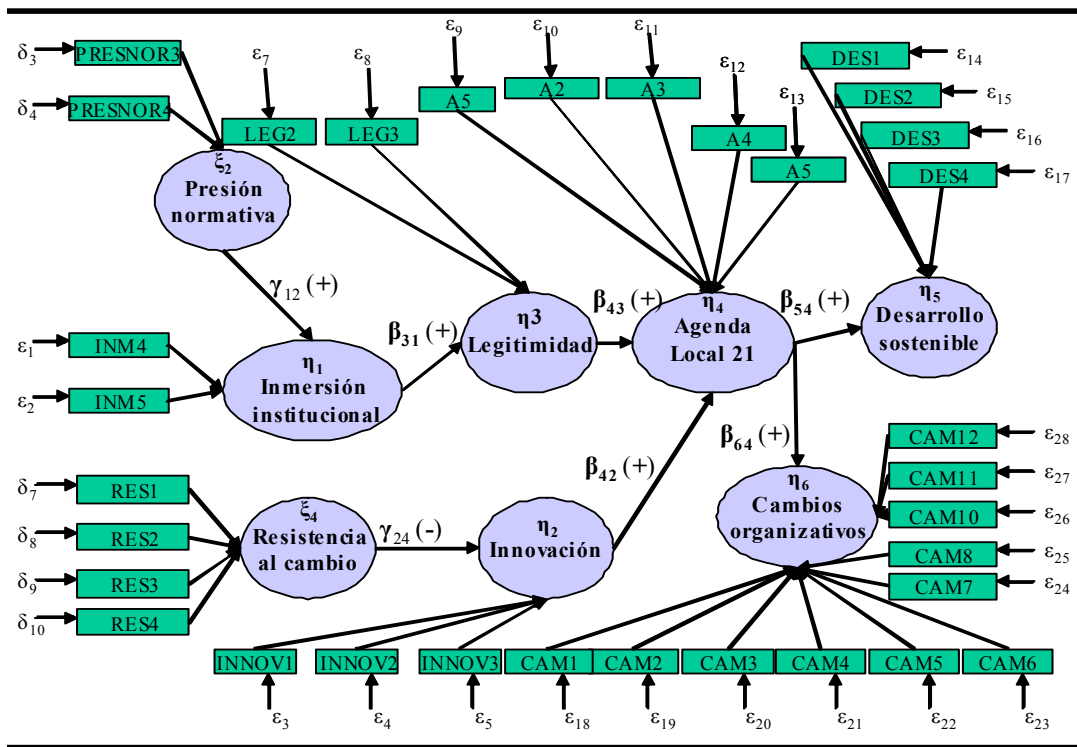 δ3
PRESNOR3
δ4
PRESNOR4
ε7
LEG2
ε8
LEG3
ε9
A5
ε10
A2
ε11
A3
ε12
A4
ε13
A5
DES1
ε14
DES2
ε15
DES3
ε16
DES4
ε17
ξ2
Presión
normativa
γ12 (+)
ε1
INM4
ε2
INM5
η1
Inmersión
institucional
β31 (+)
η3
Legitimidad
β43 (+)
η4
Agenda
Local 21
β54 (+)
η5
Desarrollo
sostenible
β64 (+)
β42 (+)
δ7
RES1
δ8
RES2
δ9
RES3
δ10
RES4
ξ4
Resistencia
al cambio
γ24 (-)
η2
Innovación
η6
Cambios
organizativos
CAM12
ε28
CAM11
ε27
CAM10
ε26
CAM8
ε25
CAM7
ε24
INNOV1
INNOV2
INNOV3
CAM1
CAM2
CAM3
CAM4
CAM5
CAM6
ε3
ε4
ε5
ε18
ε19
ε20
ε21
ε22
ε23